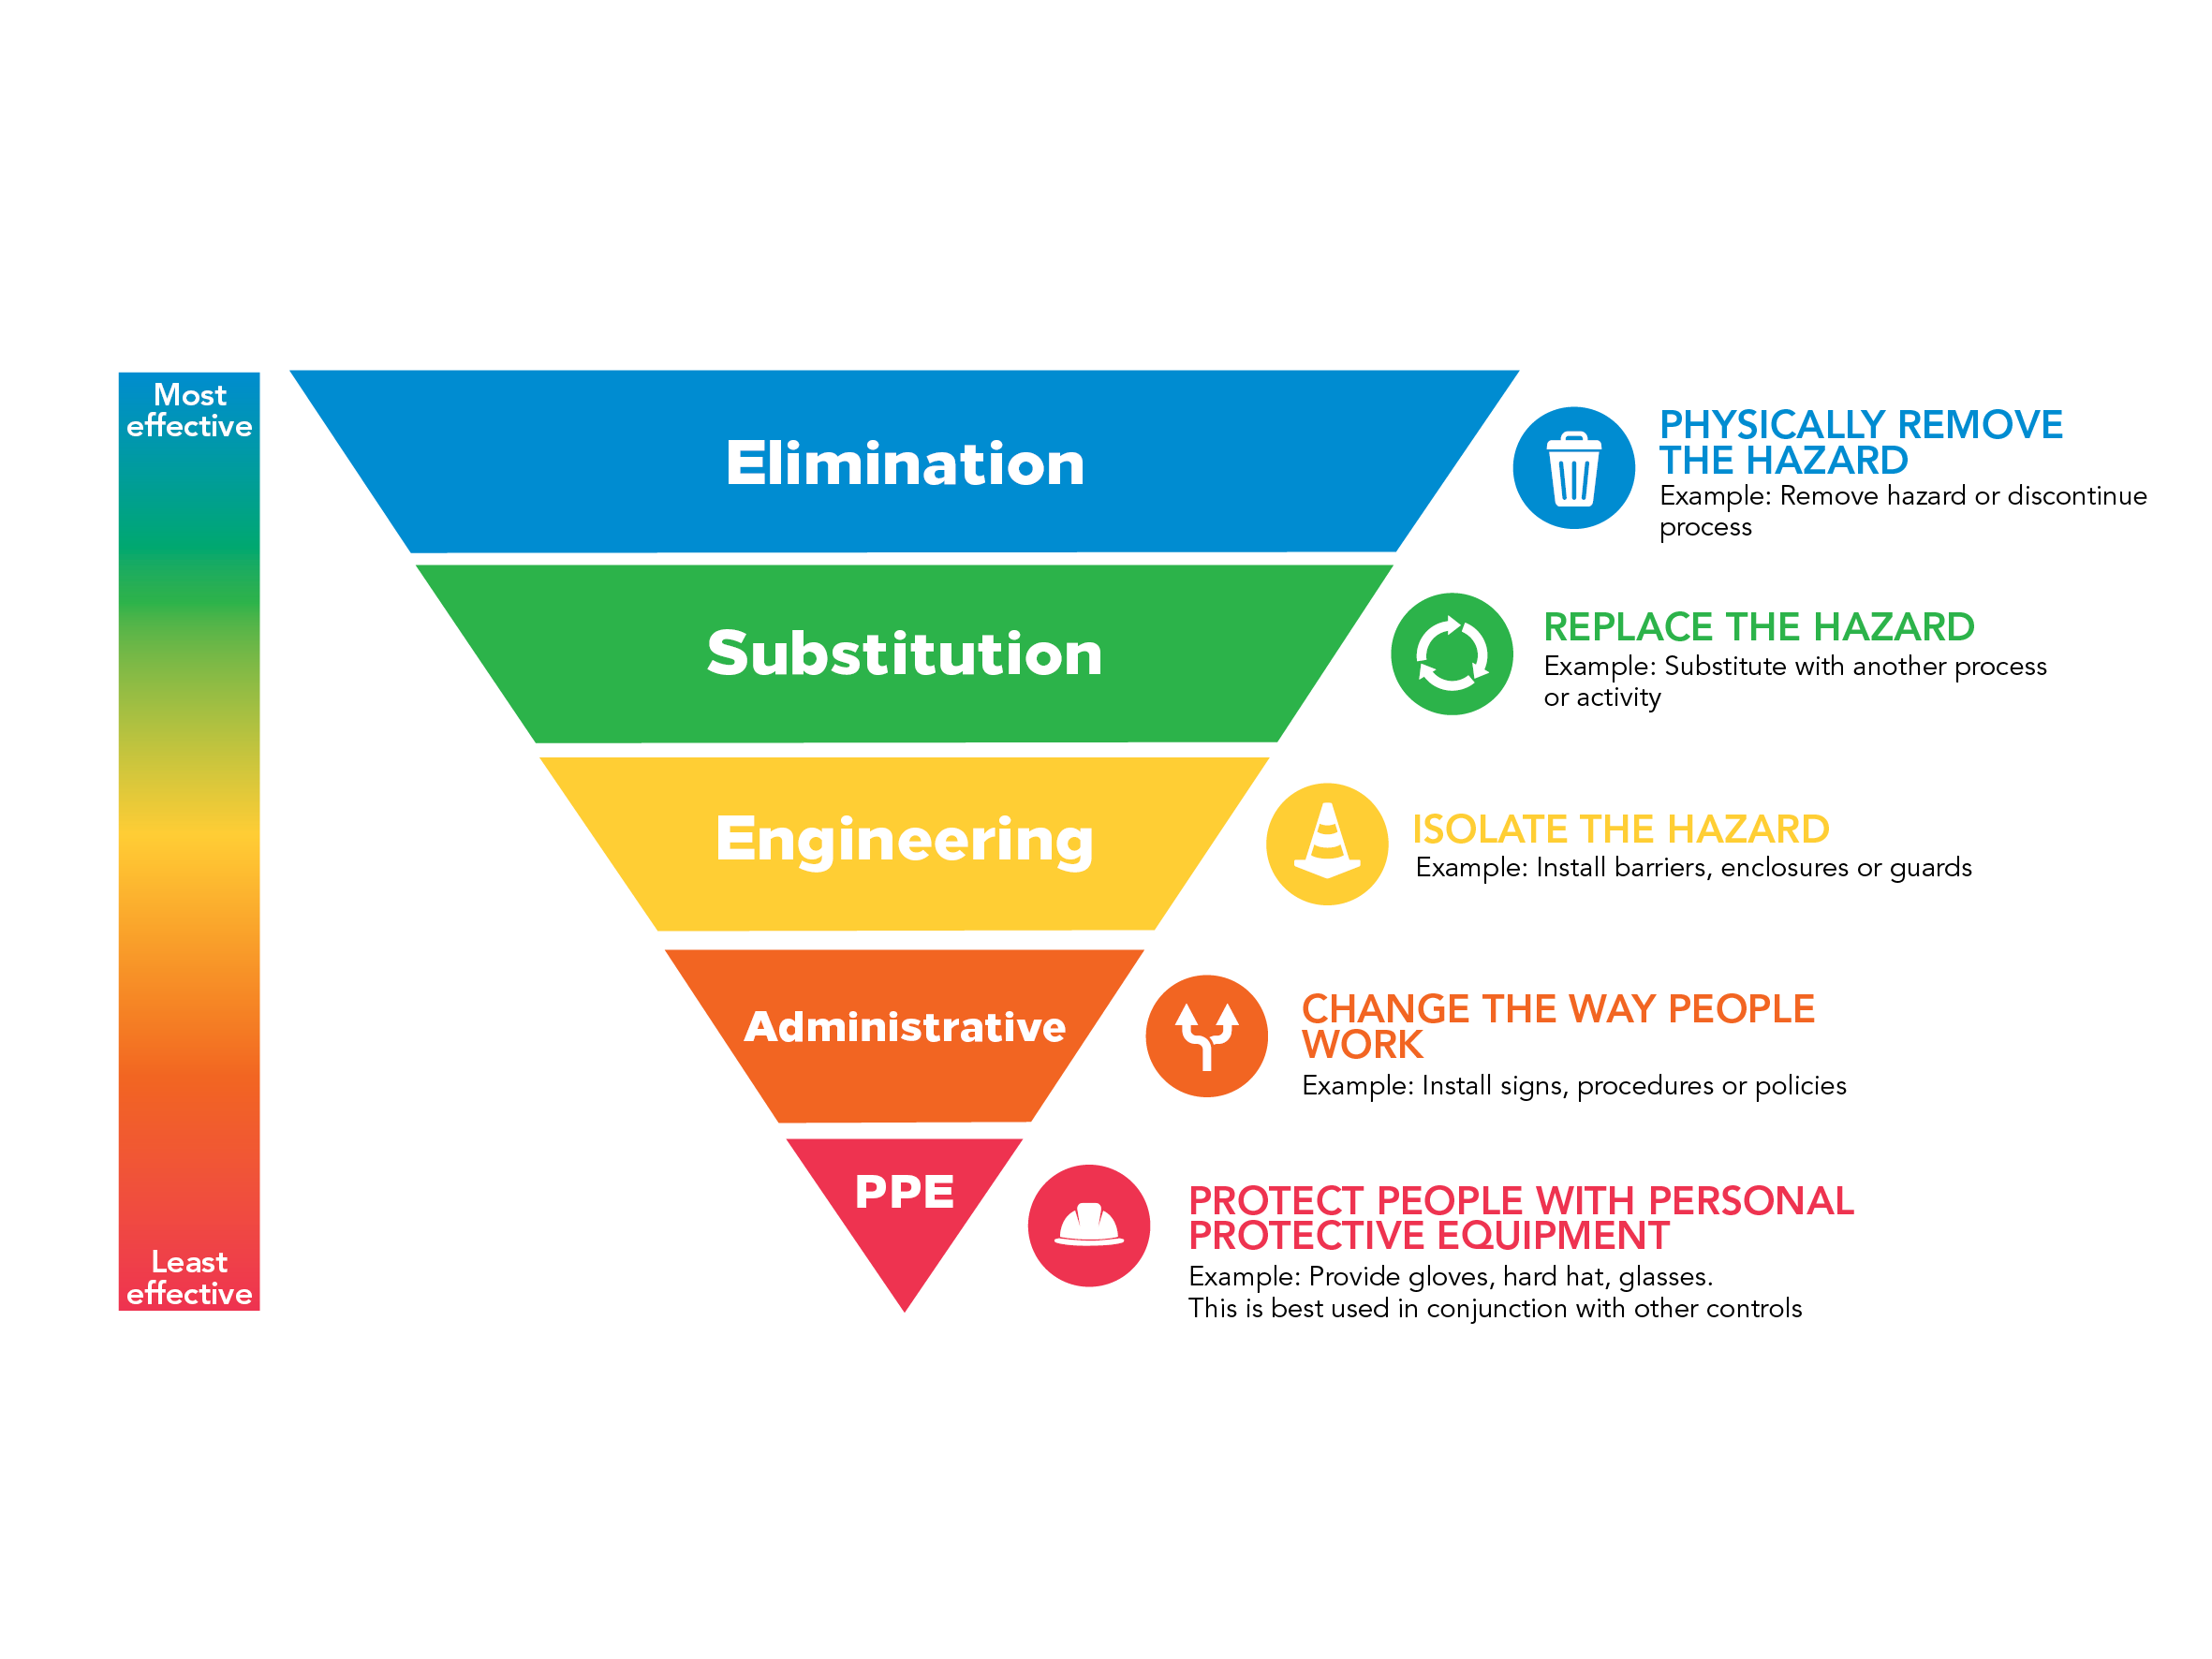 Most
effective
Elimination
PHYSICALLY REMOVE
THE HAZARD
Example: Remove hazard or discontinue
process
Substitution
REPLACE THE HAZARD
Example: Substitute with another process
or activity
Engineering
ISOLATE THE HAZARD
Example: Install barriers, enclosures or guards
Administrative
CHANGE THE WAY PEOPLE
WORK
Example: Install signs, procedures or policies
PPE
PROTECT PEOPLE WITH PERSONAL
PROTECTIVE EQUIPMENT
Example: Provide gloves, hard hat, glasses.
This is best used in conjunction with other controls
Least
effective